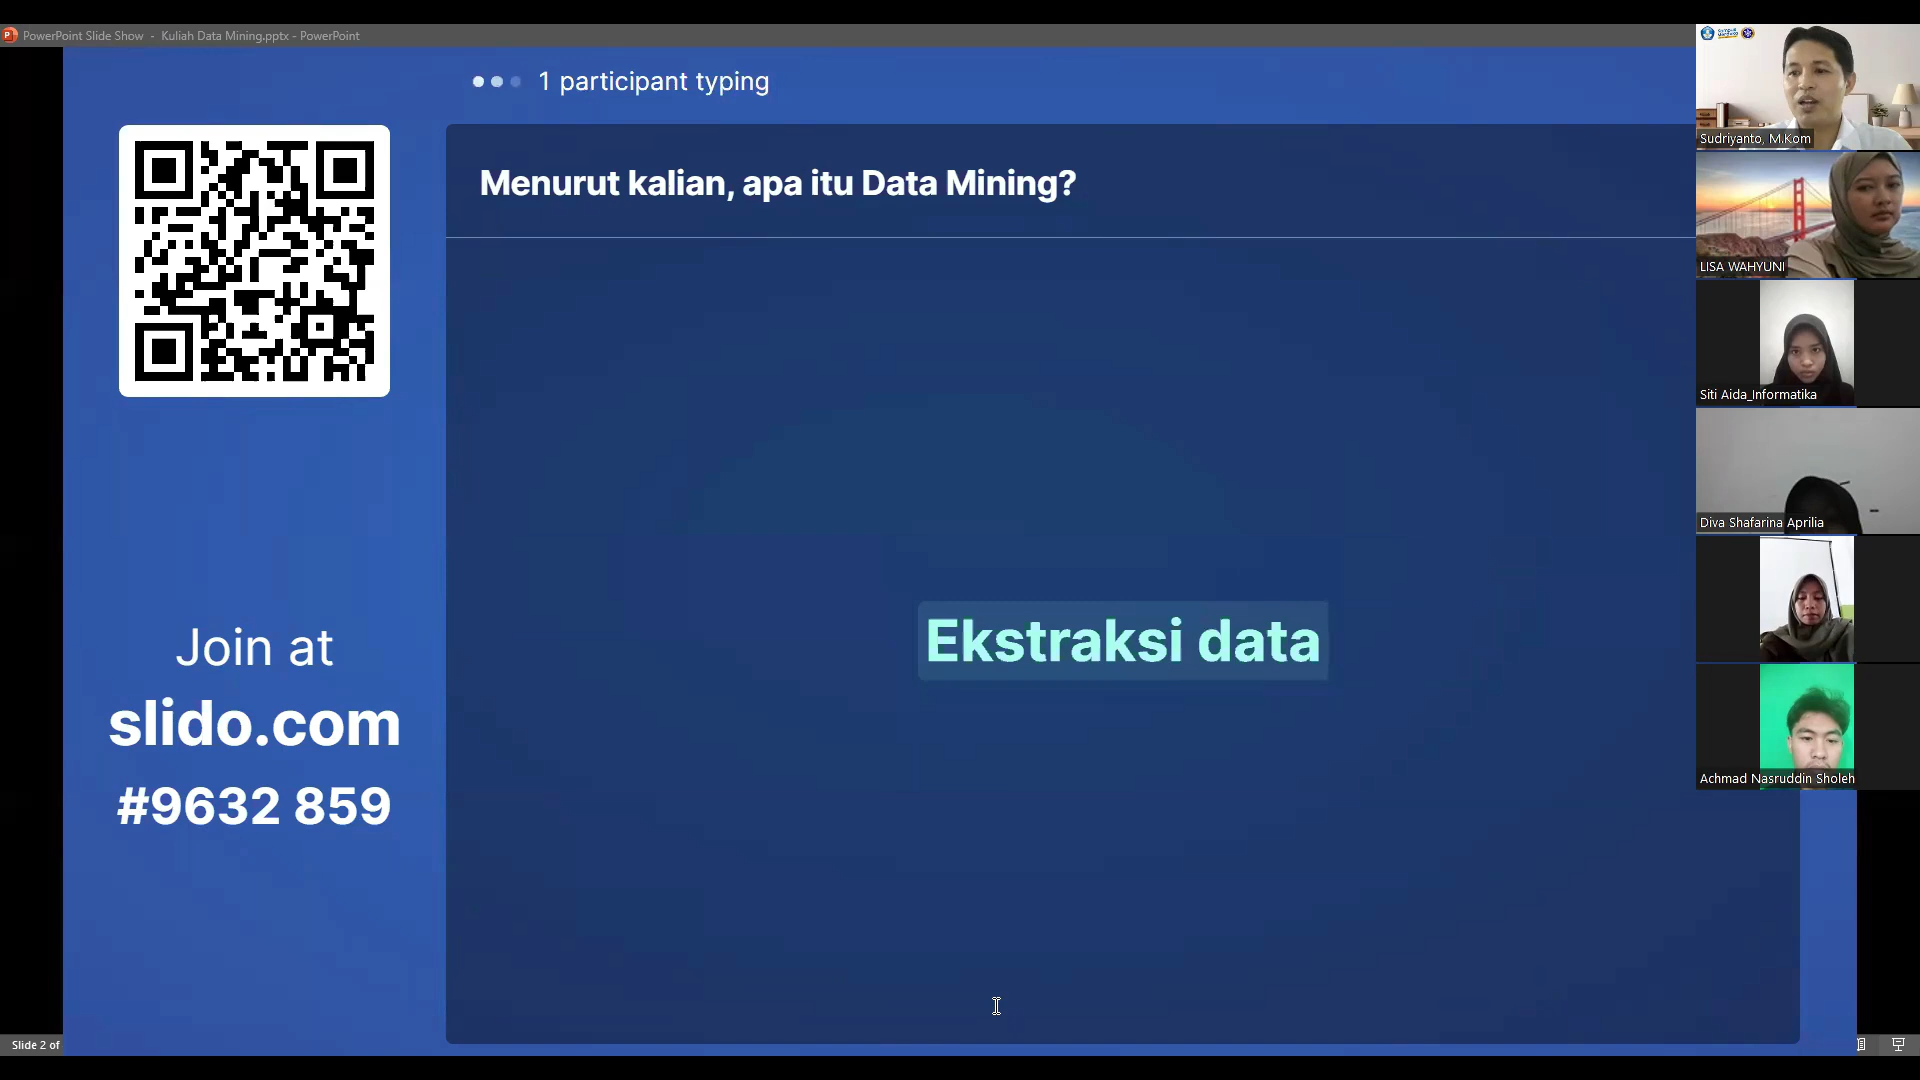 PowerPoint Slide Show - Kuliah Data Mining.pptx - PowerPoint
1 participant typing
Menurut kalian, apa itu Data Mining?
Ekstraksi data
Join at
slido.com
#9632 859
Sudriyanto, M.Kom
LISA WAHYUNI
Siti Aida_Informatika
Diva Shafarina Aprilia
Achmad Nasruddin Sholeh
Slide 2 of